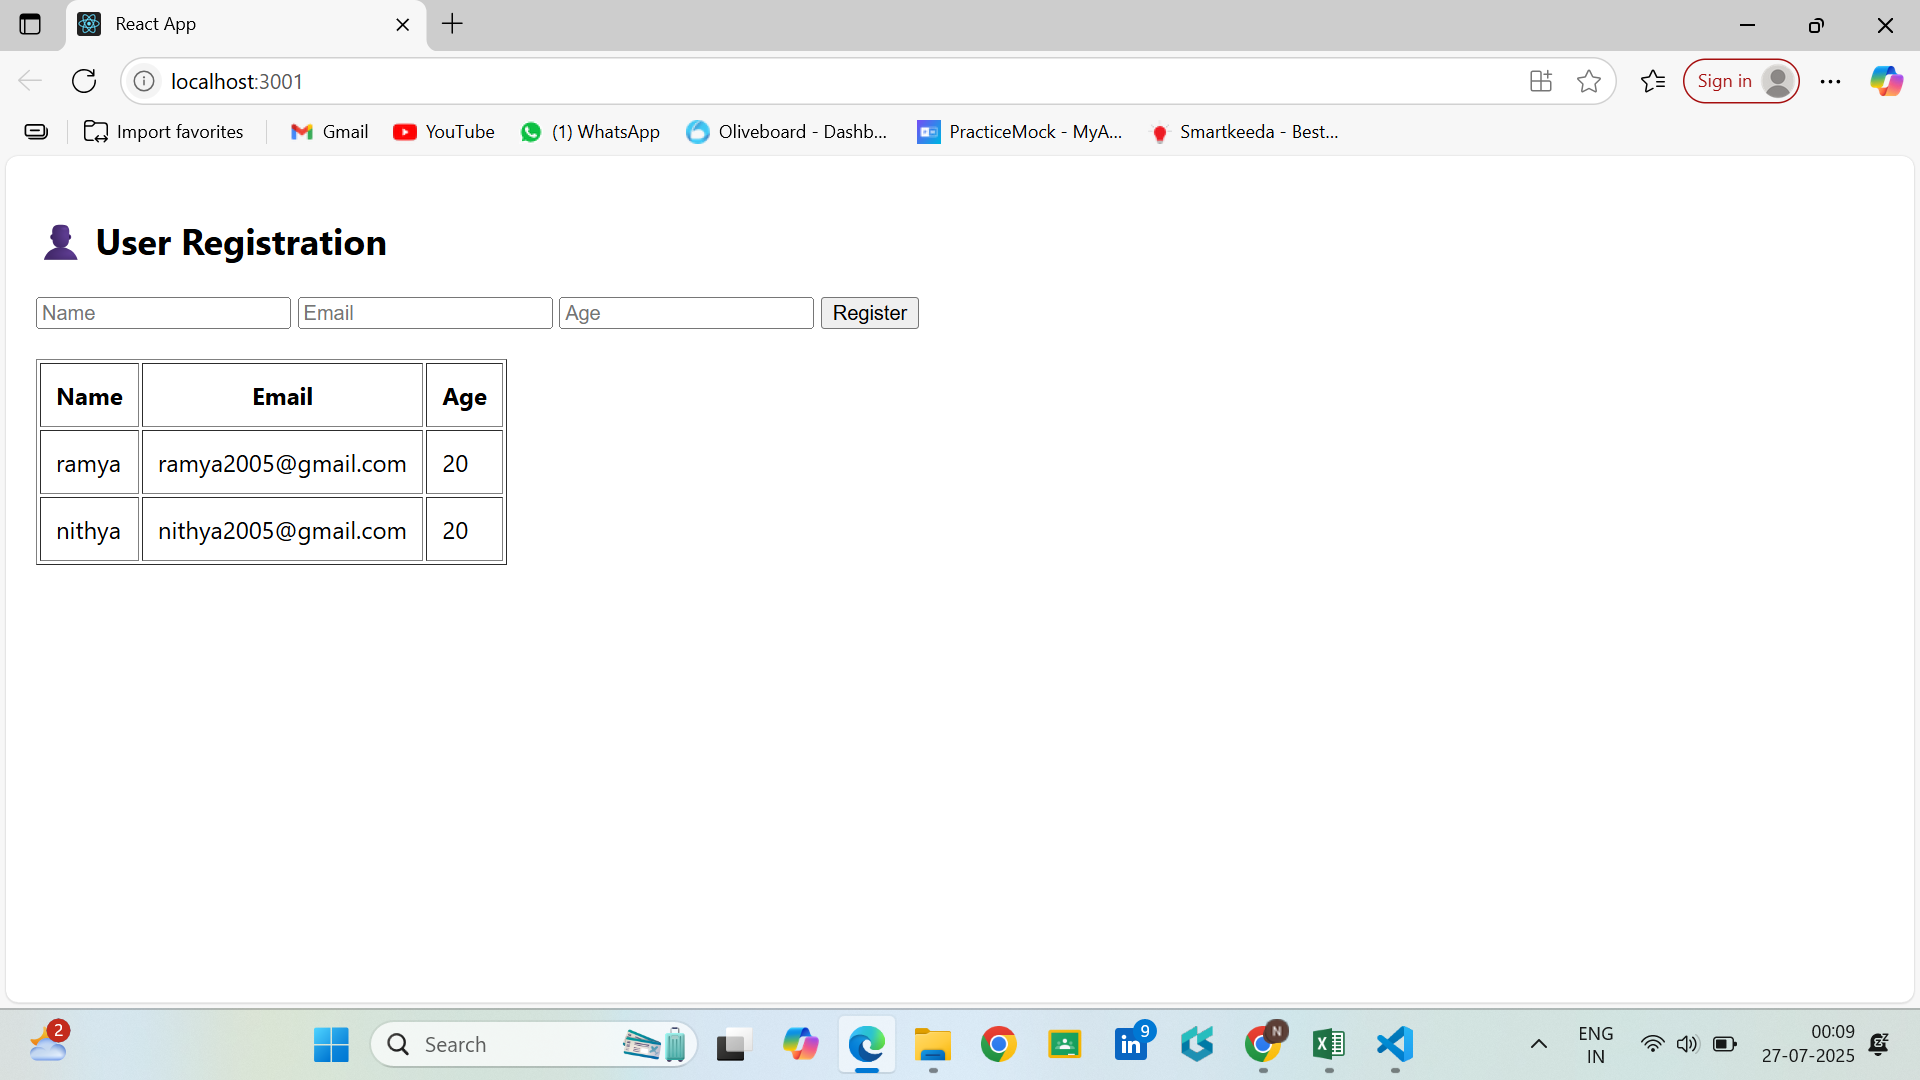 React App
localhost:3001
Sign in
Import favorites
Gmail
YouTube
(1) WhatsApp
Oliveboard - Dashb...
PracticeMock - MyA...
Smartkeeda - Best...
User Registration
Name Email Age Register
Name Email Age
ramya ramya2005@gmail.com 20
nithya nithya2005@gmail.com 20
2
Search
9
N
ENG
IN
00:09
27-07-2025